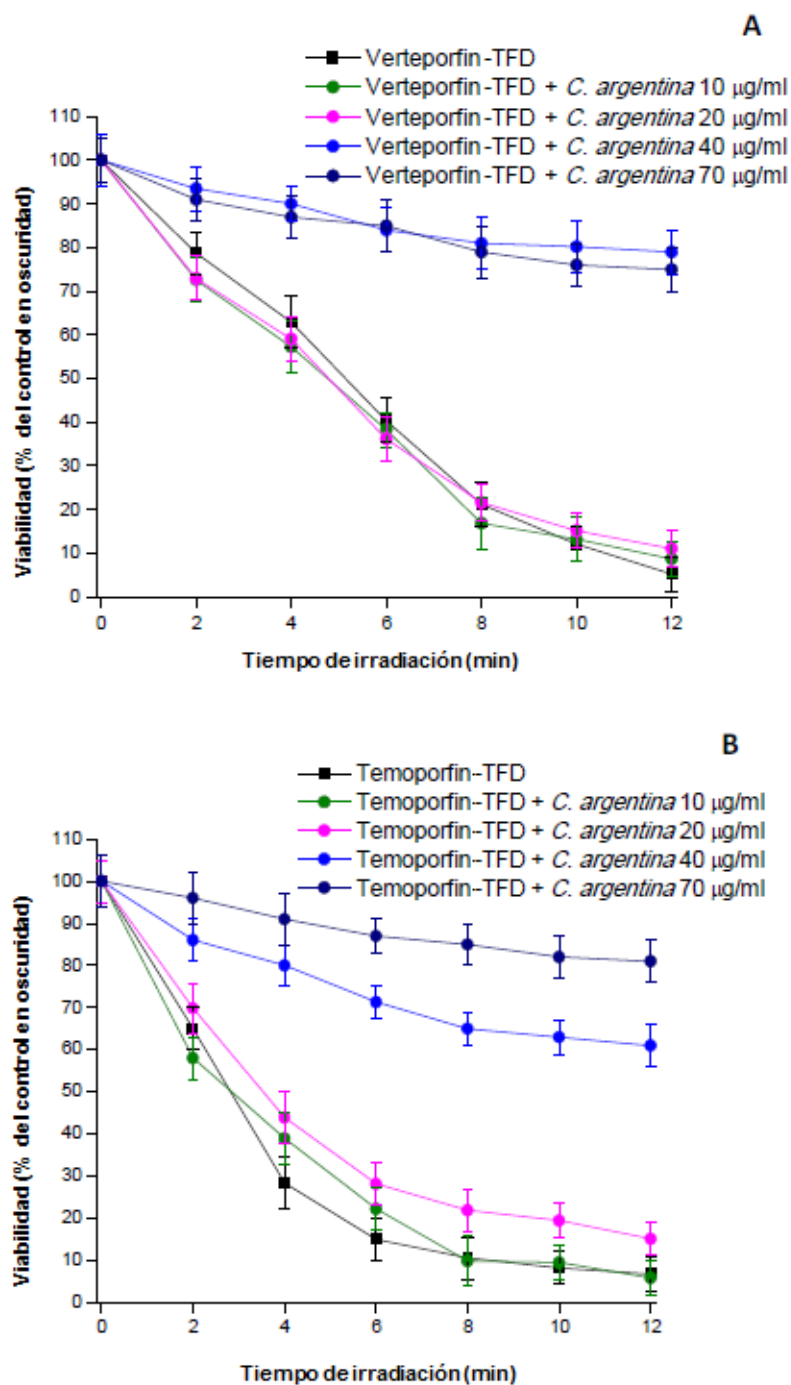 A
Verteporfin-TFD
Verteporfin-TFD + C. argentina 10 µg/ml
Verteporfin-TFD + C. argentina 20 µg/ml
Verteporfin-TFD + C. argentina 40 µg/ml
Verteporfin-TFD + C. argentina 70 µg/ml
110
100
90
80
70
60
50
40
30
20
10
0
Viabilidad (% del control en oscuridad)
0 2 4 6 8 10 12
Tiempo de irradiación (min)
B
Temoporfin--TFD
Temoporfin-TFD + C. argentina 10 µg/ml
Temoporfin-TFD + C. argentina 20 µg/ml
Temoporfin-TFD + C. argentina 40 µg/ml
Temoporfin-TFD + C. argentina 70 µg/ml
110
100
90
80
70
60
50
40
30
20
10
0
Viabilidad (% del control en oscuridad)
0 2 4 6 8 10 12
Tiempo de irradiación (min)